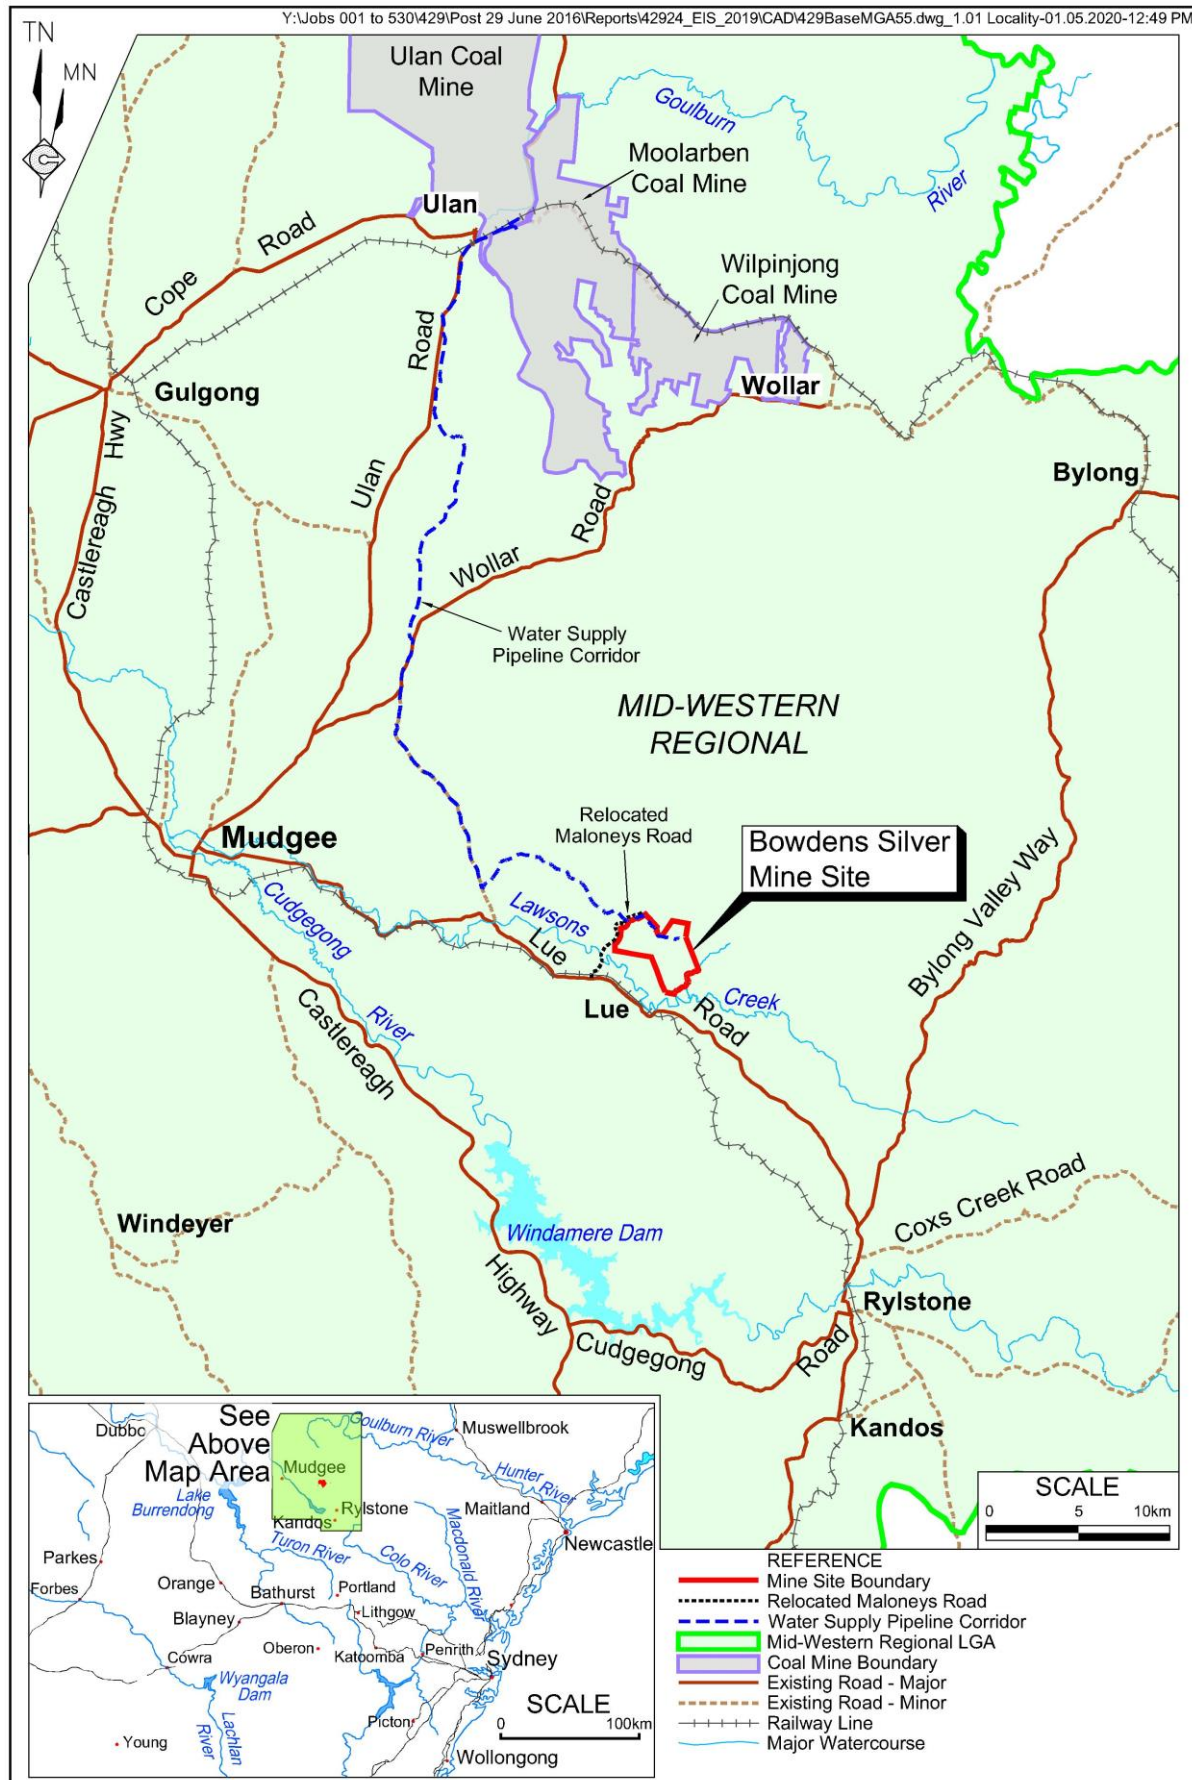 Y:\Jobs 001 to 530\429\Post 29 June 2016\Reports\42924_EIS_2019\CAD\429BaseMGA55.dwg_1.01 Locality-01.05.2020-12:49 PM
TN
MN
Ulan Coal
Mine
Goulburn
River
Moolarben
Coal Mine
Ulan
Cope Road
Wilpinjong
Coal Mine
Road
Gulgong
Wollar
Castlereagh Hwy
Bylong
Ulan
Road
Wollar
Water Supply
Pipeline Corridor
MID-WESTERN
REGIONAL
Relocated
Maloneys Road
Mudgee
Bowdens Silver
Mine Site
Bylong Valley Way
Cudgegong
River
Lawsons
Creek
Lue
Road
Lue
Castlereagh
Highway
Windeyer
Windamere Dam
Coxs Creek Road
Rylstone
Cudgegong
Road
Kandos
SCALE
0 5 10km
See
Above
Map Area
Dubbo
Goulburn River
Muswellbrook
Mudgee
Hunter River
Lake
Burrendong
Rylstone
Maitland
Kandos
Macdonald River
Newcastle
Turon River
Colo River
Parkes
Forbes
Orange
Bathurst
Portland
Lithgow
Blayney
Oberon
Katoomba
Penrith
Cowra
Sydney
Wyangala
Dam
SCALE
0 100km
Lachlan
River
Picton
Young
Wollongong
REFERENCE
Mine Site Boundary
Relocated Maloneys Road
Water Supply Pipeline Corridor
Mid-Western Regional LGA
Coal Mine Boundary
Existing Road - Major
Existing Road - Minor
Railway Line
Major Watercourse